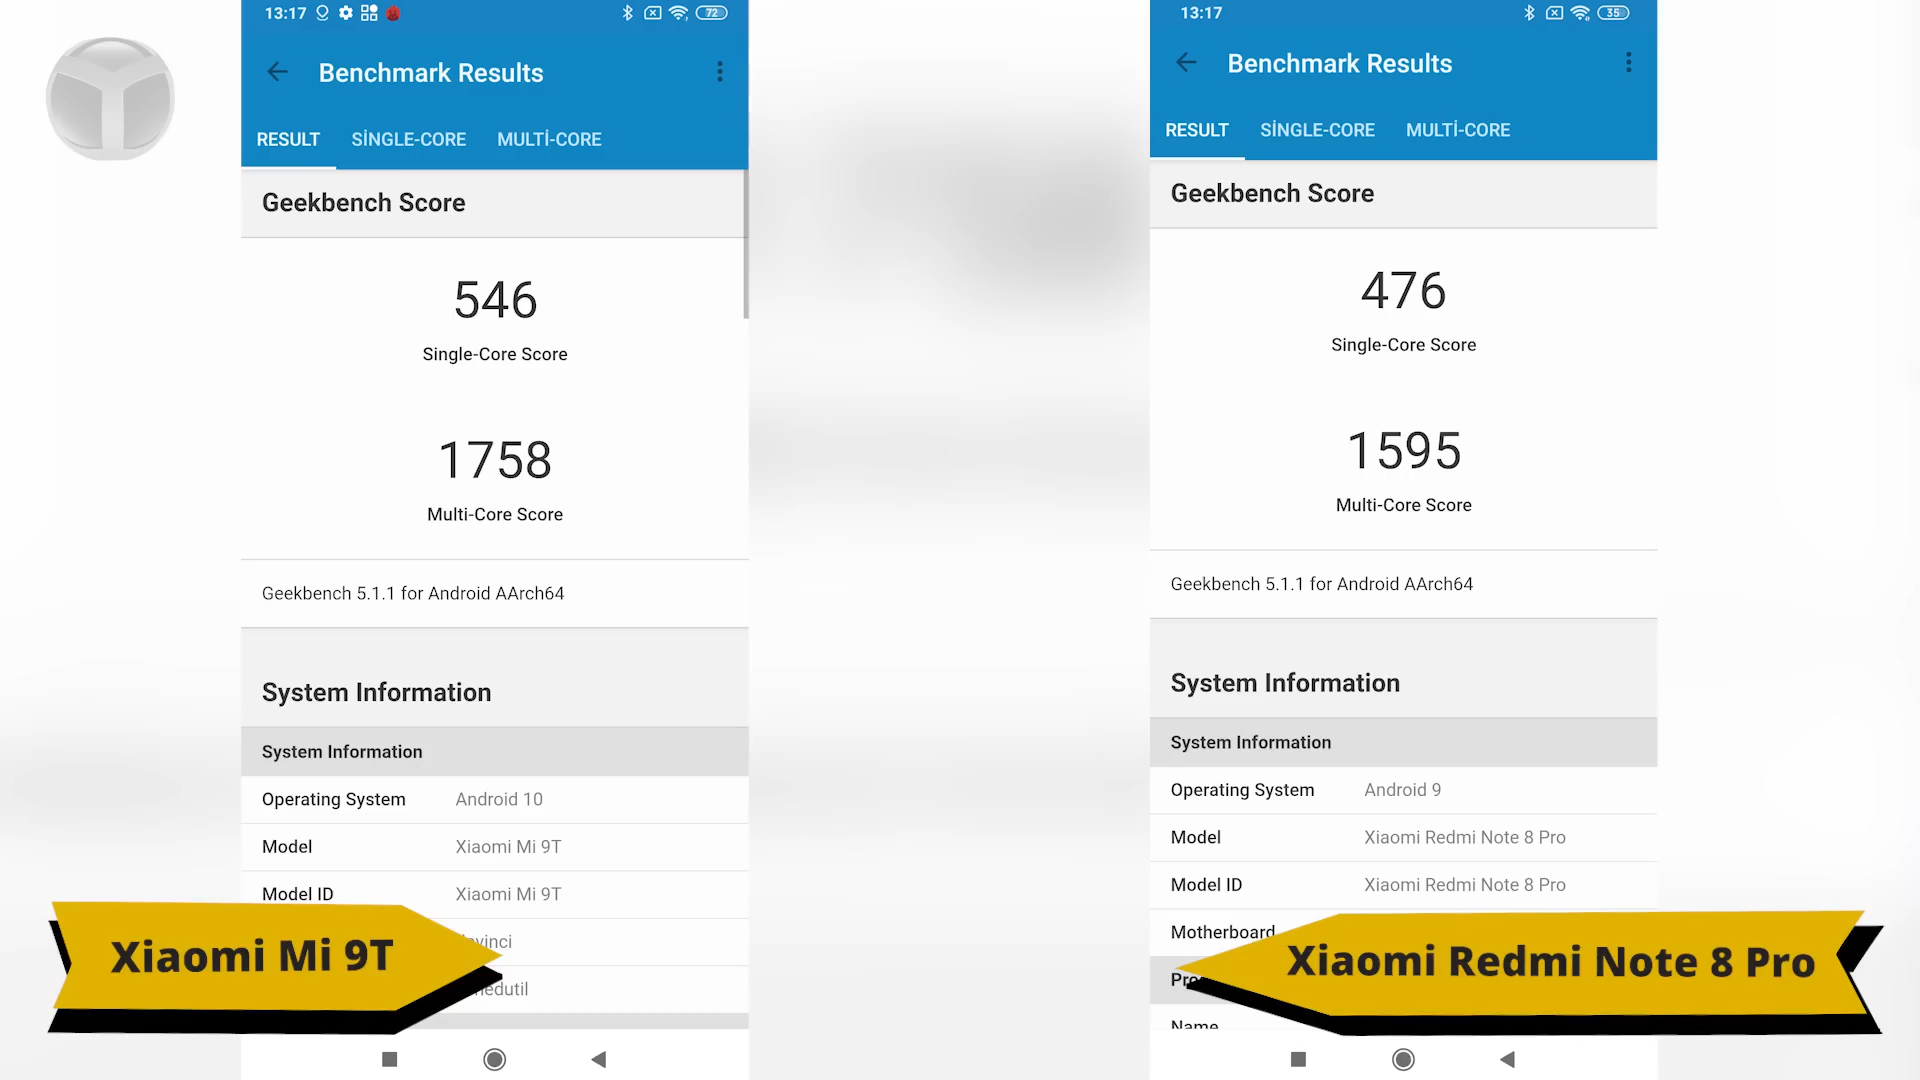 13:17
72
Benchmark Results
RESULT SİNGLE-CORE MULTİ-CORE
Geekbench Score
546
Single-Core Score
1758
Multi-Core Score
Geekbench 5.1.1 for Android AArch64
System Information
System Information
Operating System Android 10
Model Xiaomi Mi 9T
Model ID Xiaomi Mi 9T
Xiaomi Mi 9T
13:17
35
Benchmark Results
RESULT SİNGLE-CORE MULTİ-CORE
Geekbench Score
476
Single-Core Score
1595
Multi-Core Score
Geekbench 5.1.1 for Android AArch64
System Information
System Information
Operating System Android 9
Model Xiaomi Redmi Note 8 Pro
Model ID Xiaomi Redmi Note 8 Pro
Motherboard
Name
Xiaomi Redmi Note 8 Pro